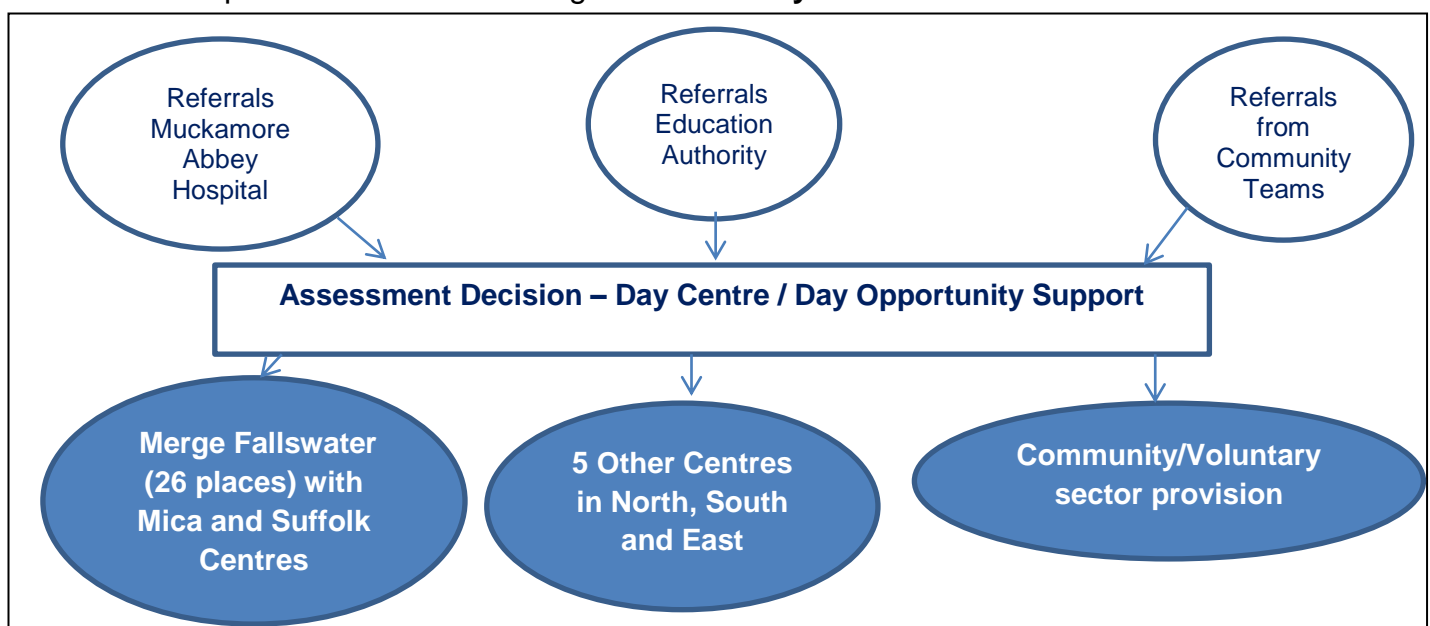 Referrals
Muckamore
Abbey
Hospital
Referrals
Education
Authority
Referrals
from
Community
Teams
Assessment Decision – Day Centre / Day Opportunity Support
Merge Fallswater
(26 places) with
Mica and Suffolk
Centres
5 Other Centres
in North, South
and East
Community/Voluntary
sector provision